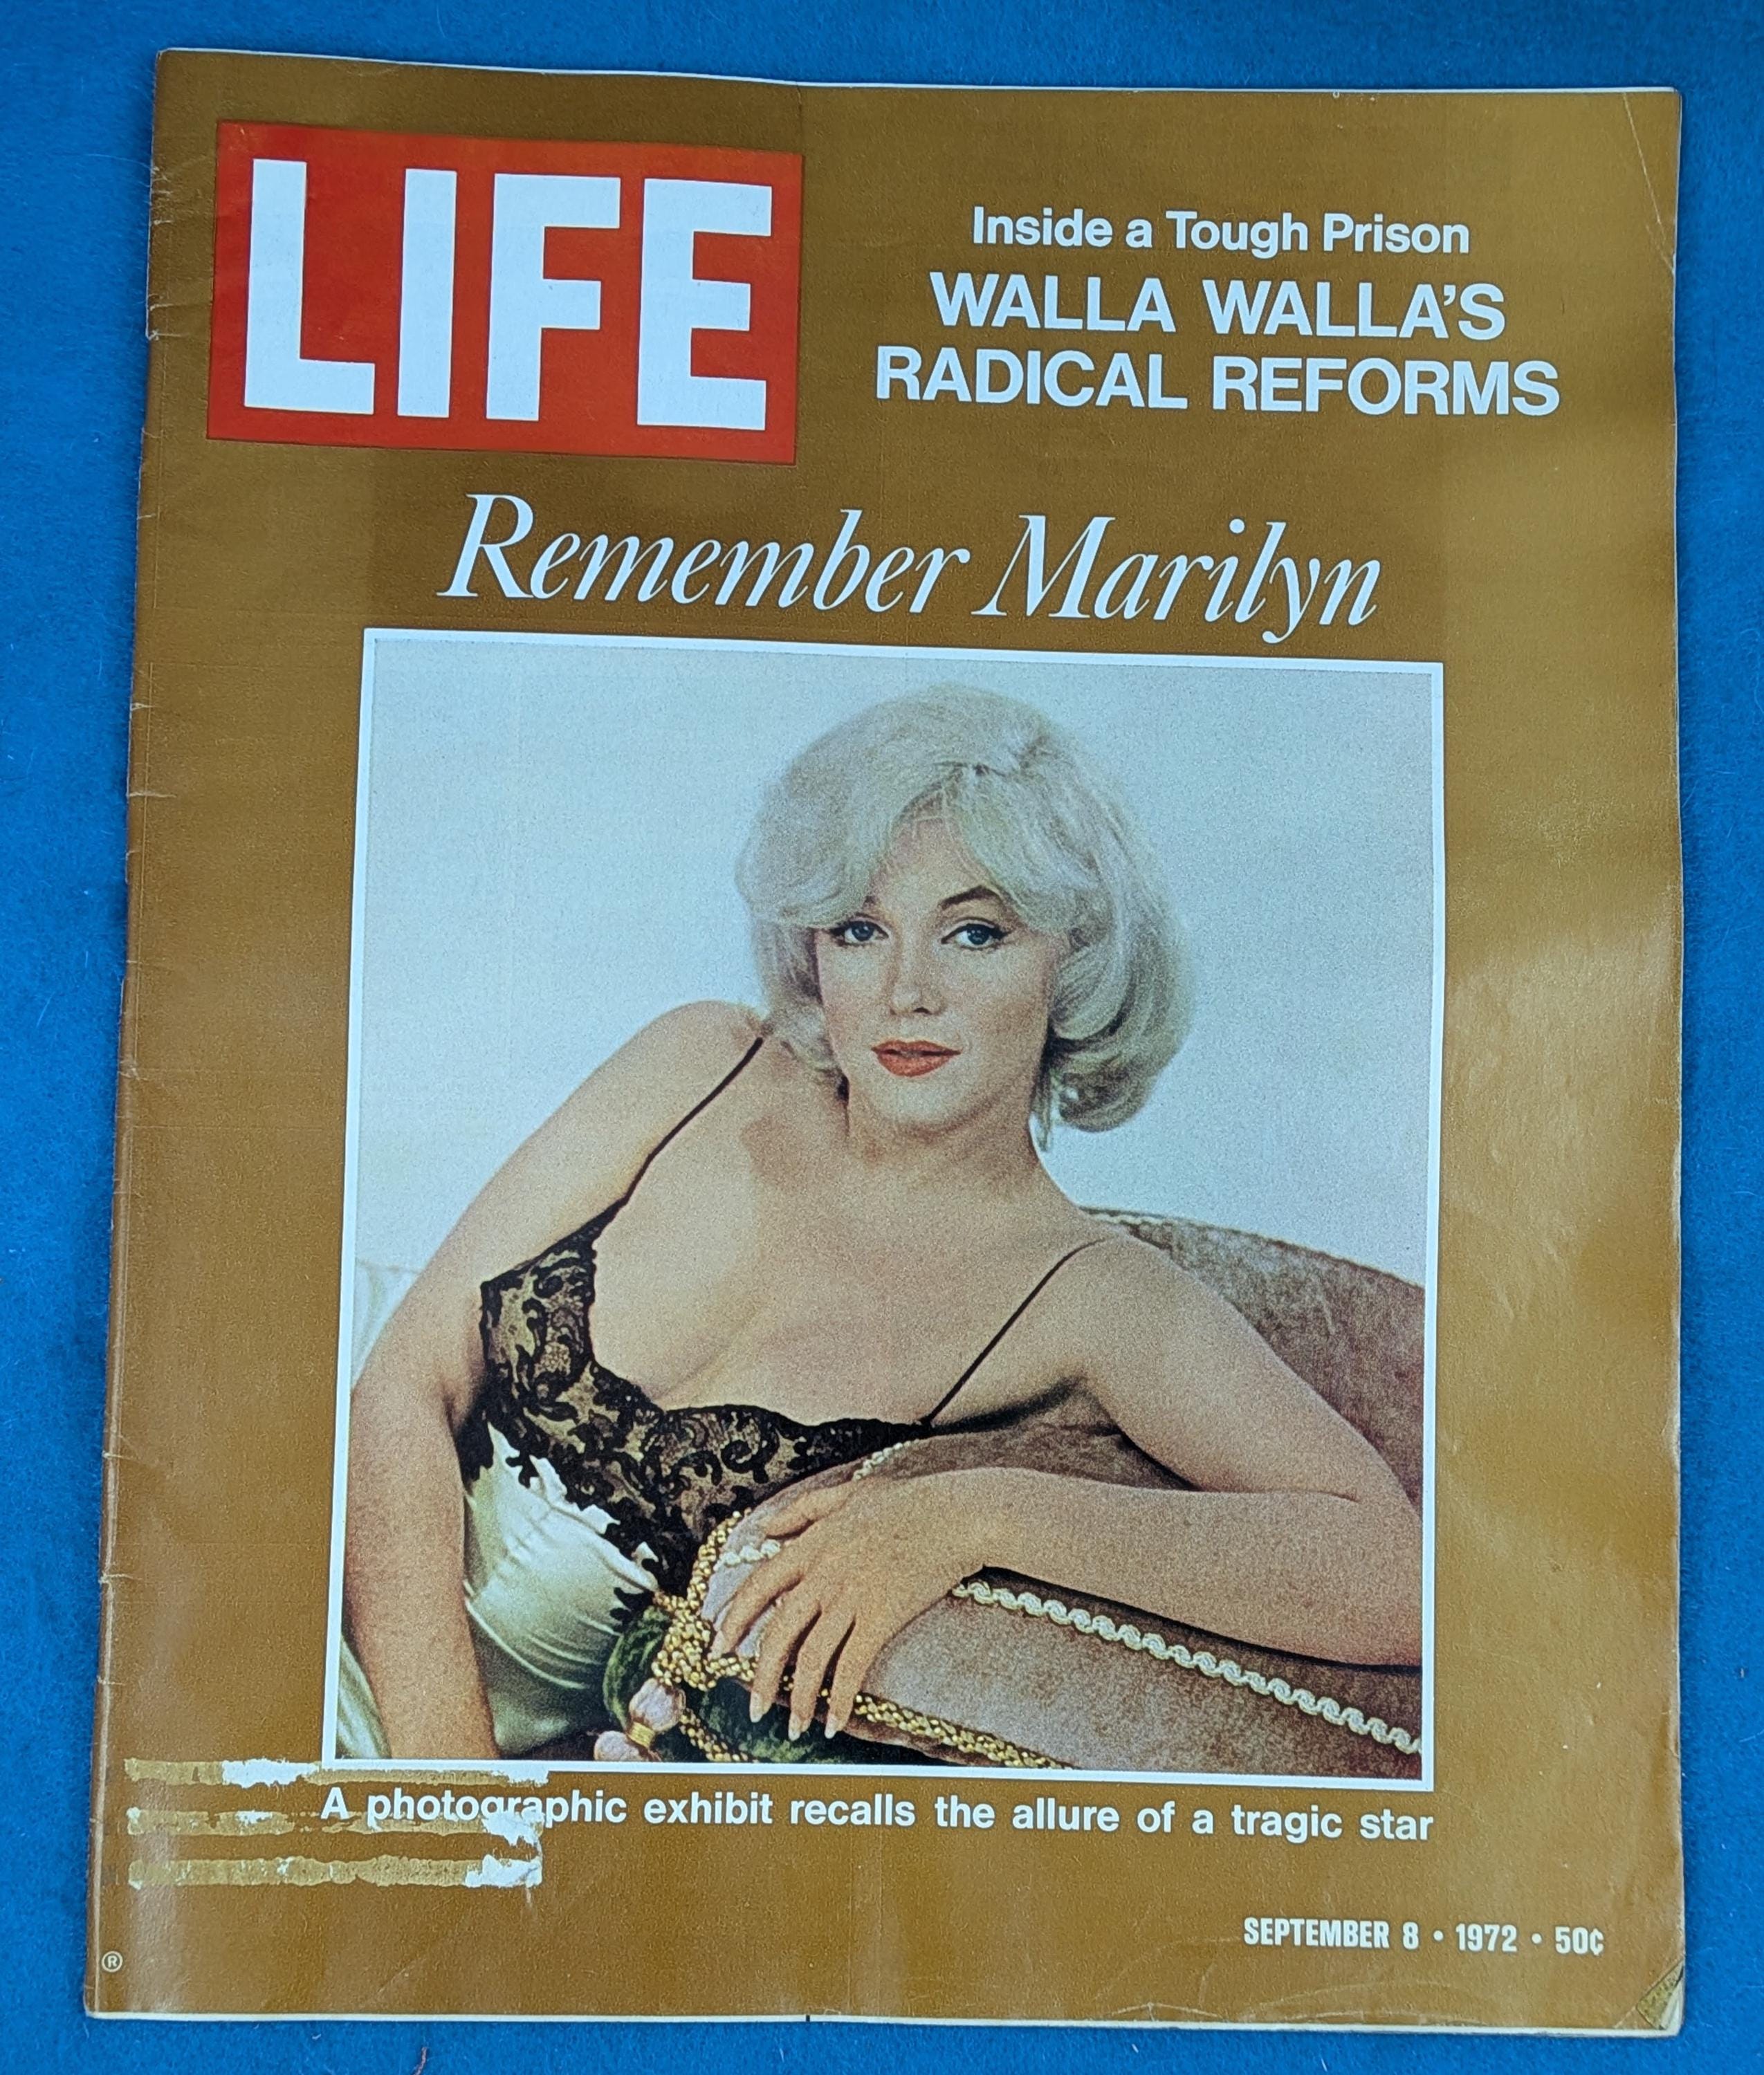 LIFE
Inside a Tough Prison
WALLA WALLA'S
RADICAL REFORMS
Remember Marilyn
A photographic exhibit recalls the allure of a tragic star
SEPTEMBER 8 • 1972 • 50¢
®